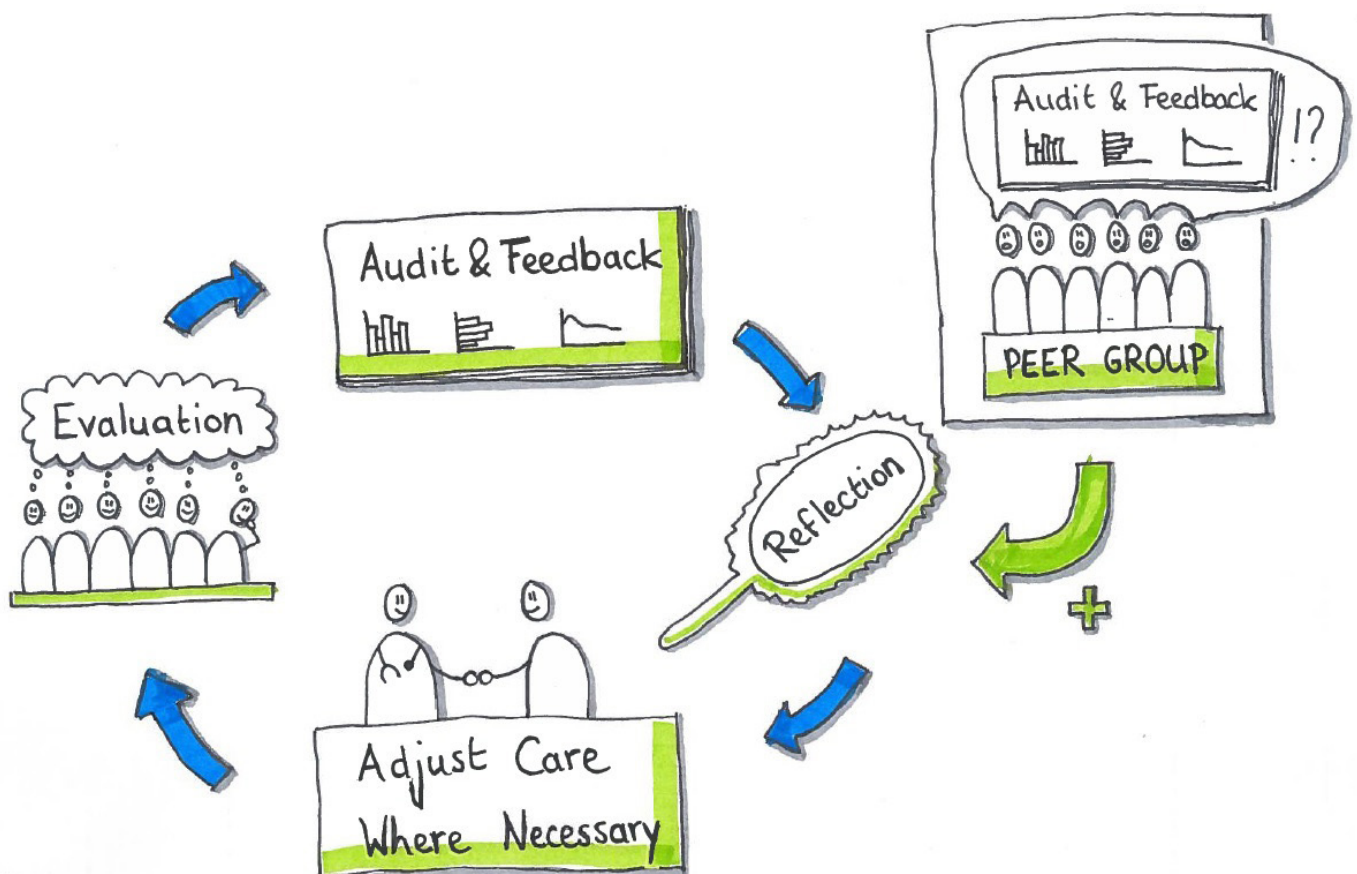 Audit & Feedback
!?
PEER GROUP
Audit & Feedback
Evaluation
Reflection
+
Adjust Care
Where Necessary